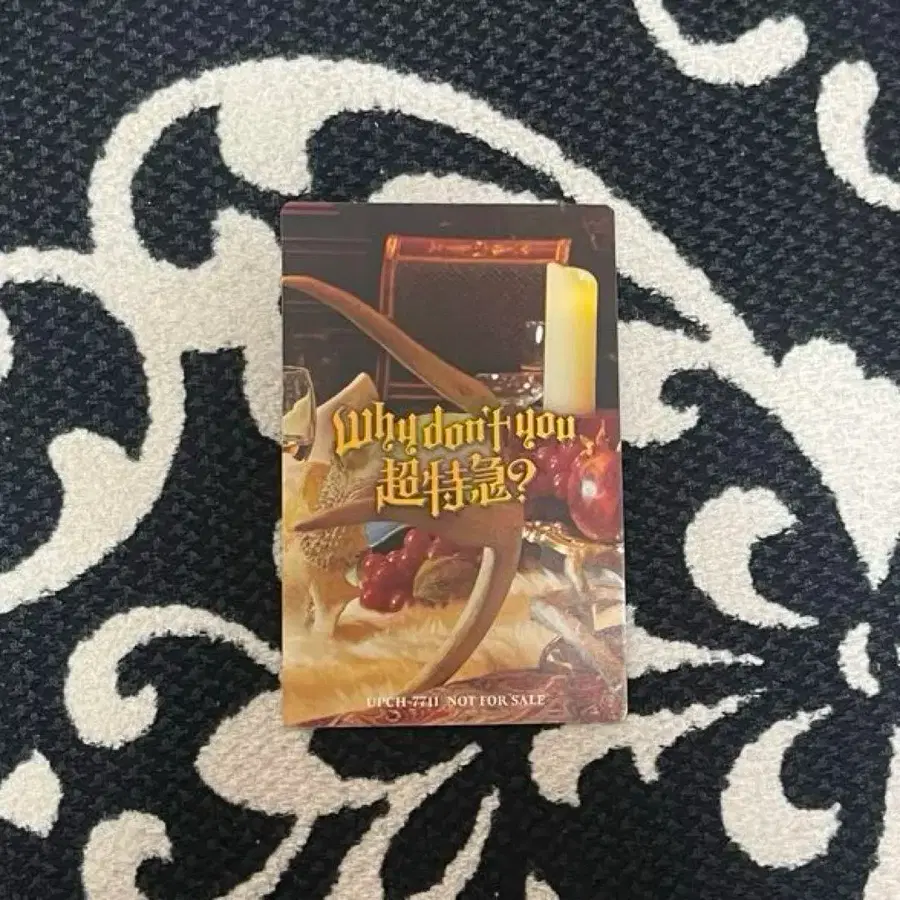 Why don't you
超特急?
UPCH-7711 NOT FOR SALE